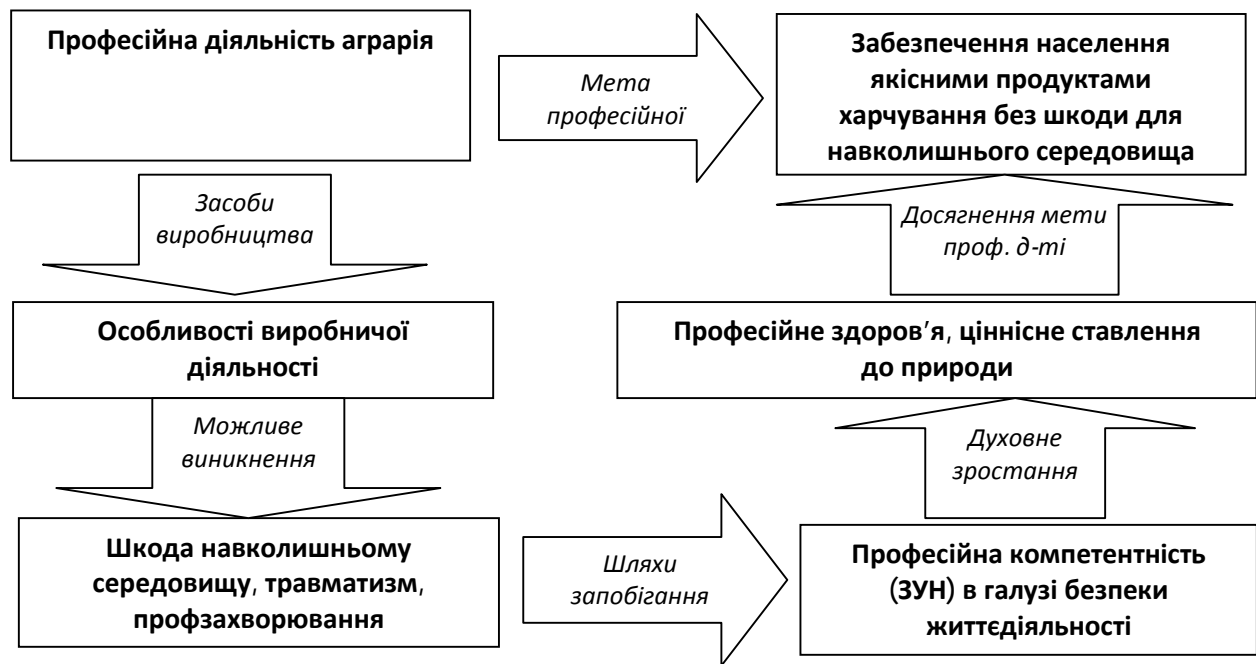 Професійна діяльність аграрія
Мета
професійної
Забезпечення населення
якісними продуктами
харчування без шкоди для
навколишнього середовища
Засоби
виробництва
Досягнення мети
проф. д-ті
Особливості виробничої
діяльності
Професійне здоров’я, ціннісне ставлення
до природи
Можливе
виникнення
Духовне
зростання
Шкода навколишньому
середовищу, травматизм,
профзахворювання
Шляхи
запобігання
Професійна компетентність
(ЗУН) в галузі безпеки
життєдіяльності